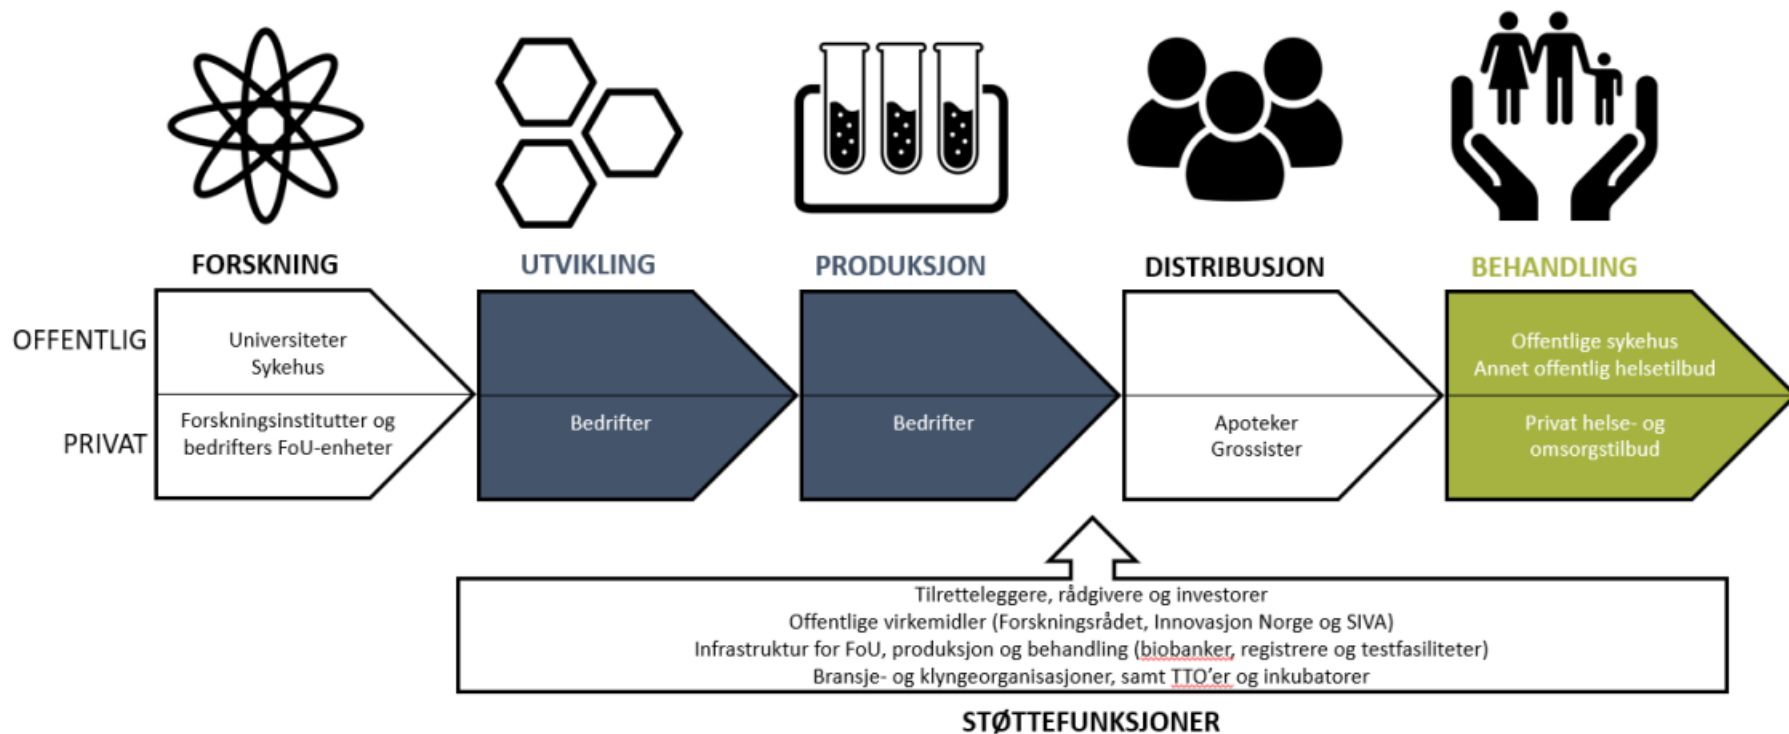 FORSKNING
UTVIKLING
PRODUKSJON
DISTRIBUSJON
BEHANDLING
OFFENTLIG
PRIVAT
Universiteter
Sykehus
Forskningsinstitutter og
bedrifters FoU-enheter
Bedrifter
Bedrifter
Apoteker
Grossister
Offentlige sykehus
Annet offentlig helsetilbud
Privat helse- og
omsorgstilbud
Tilretteleggere, rådgivere og investorer
Offentlige virkemidler (Forskningsrådet, Innovasjon Norge og SIVA)
Infrastruktur for FoU, produksjon og behandling (biobanker, registrere og testfasiliteter)
Bransje- og klyngeorganisasjoner, samt TTO'er og inkubatorer
STØTTEFUNKSJONER